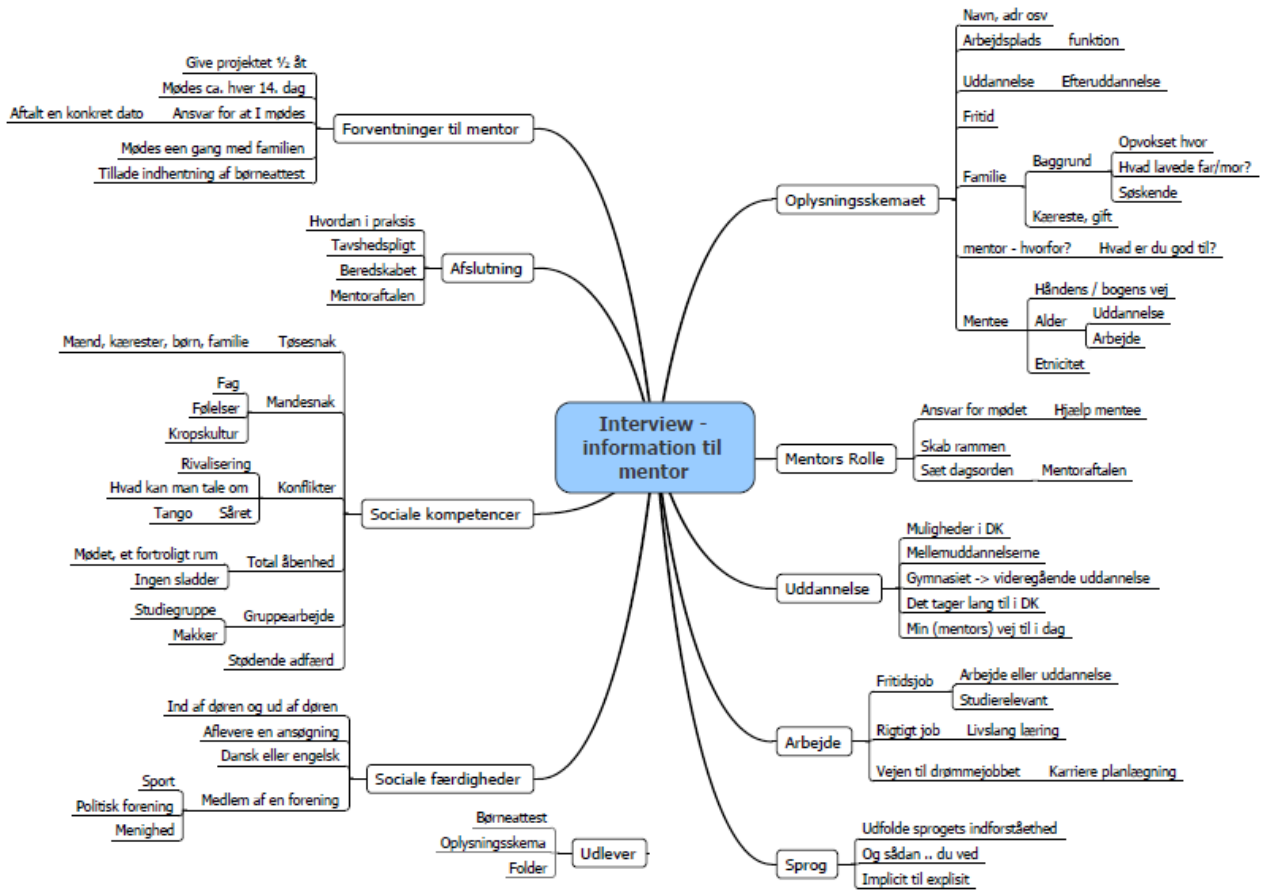 Interview -
information til
mentor
Forventninger til mentor
Give projektet ½ åt
Mødes ca. hver 14. dag
Aftalt en konkret dato
Ansvar for at I mødes
Mødes een gang med familien
Tillade indhentning af børneattest
Afslutning
Hvordan i praksis
Tavshedspligt
Beredskabet
Mentoraftalen
Sociale kompetencer
Mænd, kærester, børn, familie
Tøsesnak
Fag
Følelser
Kropskultur
Mandesnak
Rivalisering
Hvad kan man tale om
Tango
Såret
Konflikter
Mødet, et fortroligt rum
Ingen sladder
Total åbenhed
Studiegruppe
Makker
Gruppearbejde
Stødende adfærd
Sociale færdigheder
Ind af døren og ud af døren
Aflevere en ansøgning
Dansk eller engelsk
Sport
Politisk forening
Menighed
Medlem af en forening
Udlever
Børneattest
Oplysningsskema
Folder
Oplysningsskemaet
Navn, adr osv
Arbejdsplads
funktion
Uddannelse
Efteruddannelse
Fritid
Familie
Baggrund
Opvokset hvor
Hvad lavede far/mor?
Søskende
Kæreste, gift
mentor - hvorfor?
Hvad er du god til?
Mentee
Håndens / bogens vej
Alder
Uddannelse
Arbejde
Etnicitet
Mentors Rolle
Ansvar for mødet
Hjælp mentee
Skab rammen
Sæt dagsorden
Mentoraftalen
Uddannelse
Muligheder i DK
Mellemuddannelserne
Gymnasiet -> videregående uddannelse
Det tager lang til i DK
Min (mentors) vej til i dag
Arbejde
Fritidsjob
Arbejde eller uddannelse
Studierelevant
Rigtigt job
Livslang læring
Vejen til drømmejobbet
Karriere planlægning
Sprog
Udfolde sprogets indforståethed
Og sådan .. du ved
Implicit til explisit